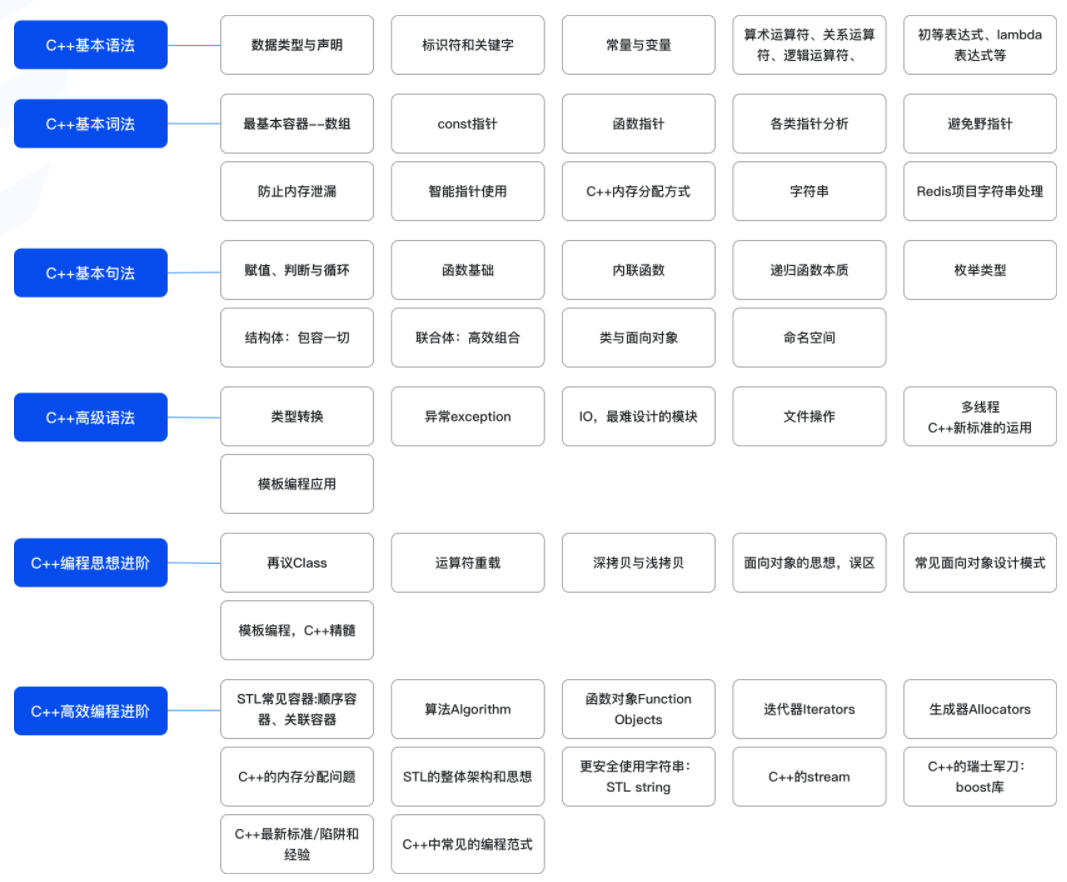 C++基本语法
数据类型与声明
标识符和关键字
常量与变量
算术运算符、关系运算
符、逻辑运算符、
初等表达式、lambda
表达式等
C++基本词法
最基本容器--数组
const指针
函数指针
各类指针分析
避免野指针
防止内存泄漏
智能指针使用
C++内存分配方式
字符串
Redis项目字符串处理
C++基本句法
赋值、判断与循环
函数基础
内联函数
递归函数本质
枚举类型
结构体：包容一切
联合体：高效组合
类与面向对象
命名空间
C++高级语法
类型转换
异常exception
IO，最难设计的模块
文件操作
多线程
C++新标准的运用
模板编程应用
C++编程思想进阶
再议Class
运算符重载
深拷贝与浅拷贝
面向对象的思想，误区
常见面向对象设计模式
模板编程，C++精髓
C++高效编程进阶
STL常见容器:顺序容
器、关联容器
算法Algorithm
函数对象Function
Objects
迭代器Iterators
生成器Allocators
C++的内存分配问题
STL的整体架构和思想
更安全使用字符串：
STL string
C++的stream
C++的瑞士军刀：
boost库
C++最新标准/陷阱和
经验
C++中常见的编程范式